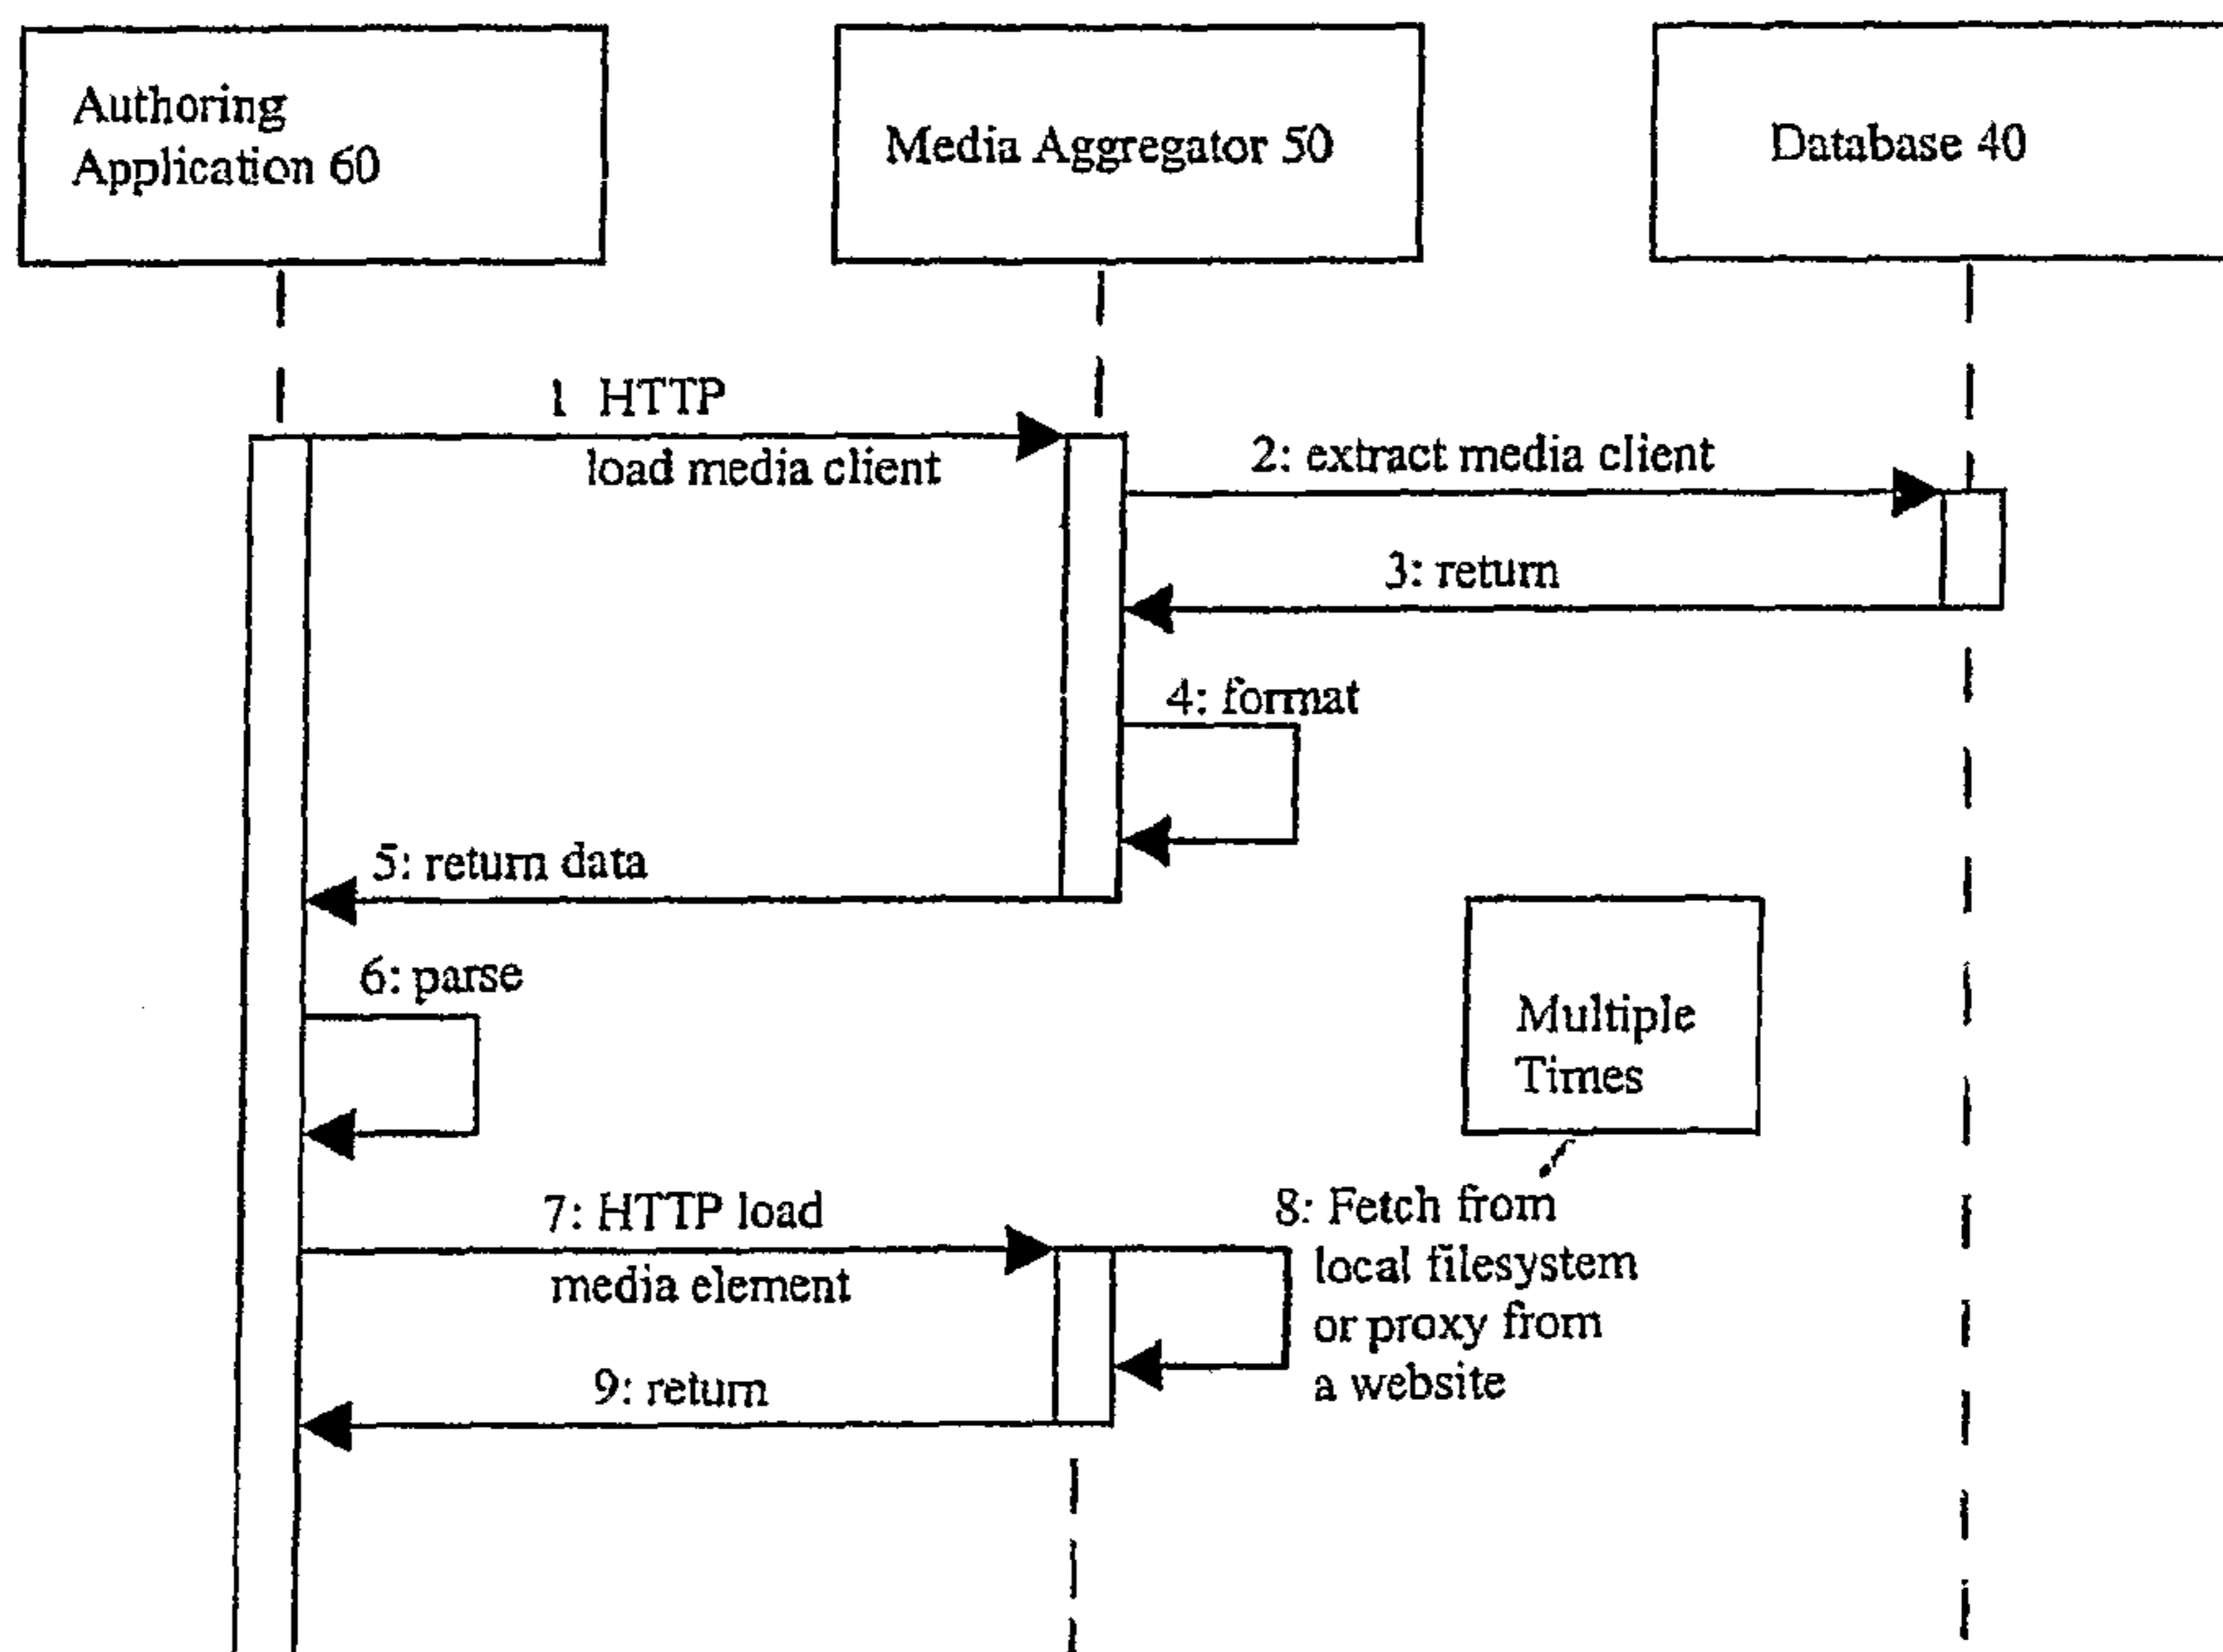 Authoring
Application 60
Media Aggregator 50
Database 40
1 HTTP
load media client
2: extract media client
3: return
4: format
5: return data
6: parse
Multiple
Times
7: HTTP load
media element
8: Fetch from
local filesystem
or proxy from
a website
9: return